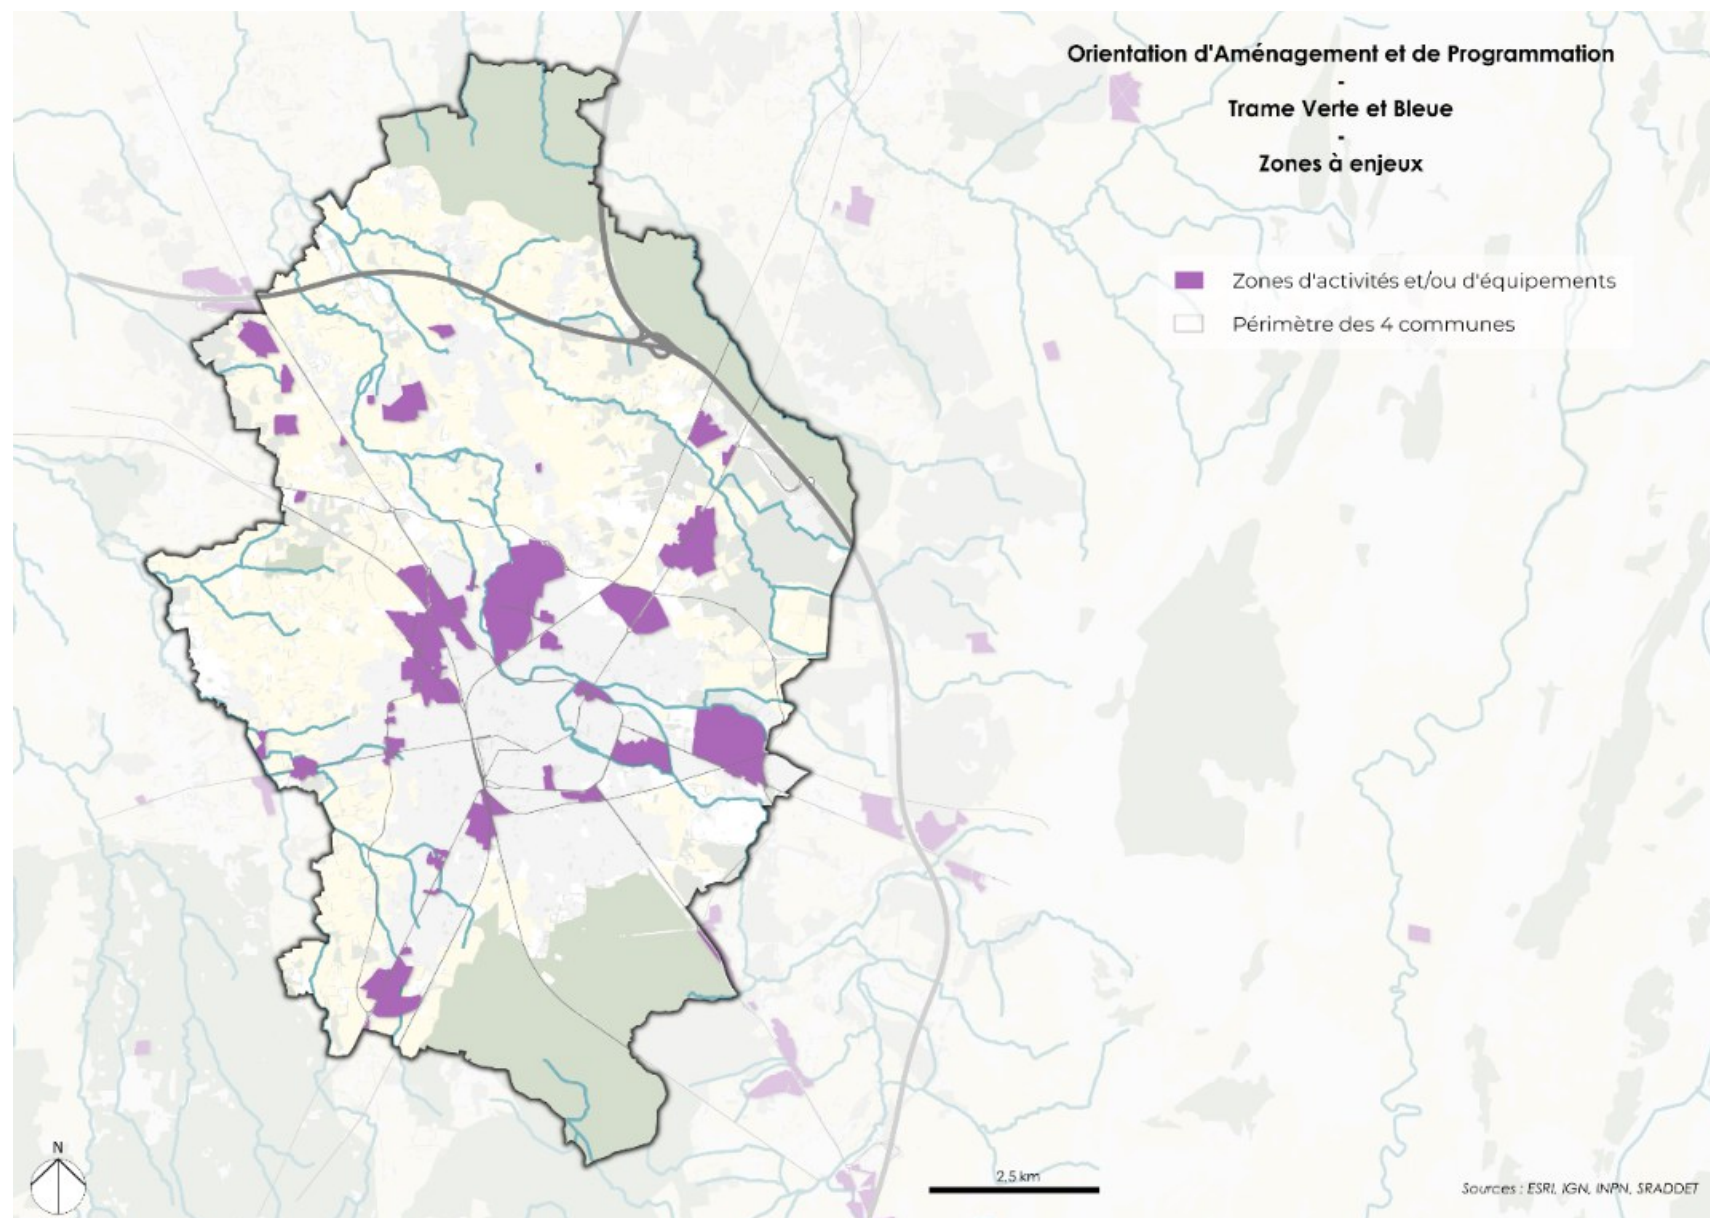 Orientation d'Aménagement et de Programmation
-
Trame Verte et Bleue
-
Zones à enjeux
Zones d'activités et/ou d'équipements
Périmètre des 4 communes
N
2,5 km
Sources : ESRI, IGN, INPN, SRADDET